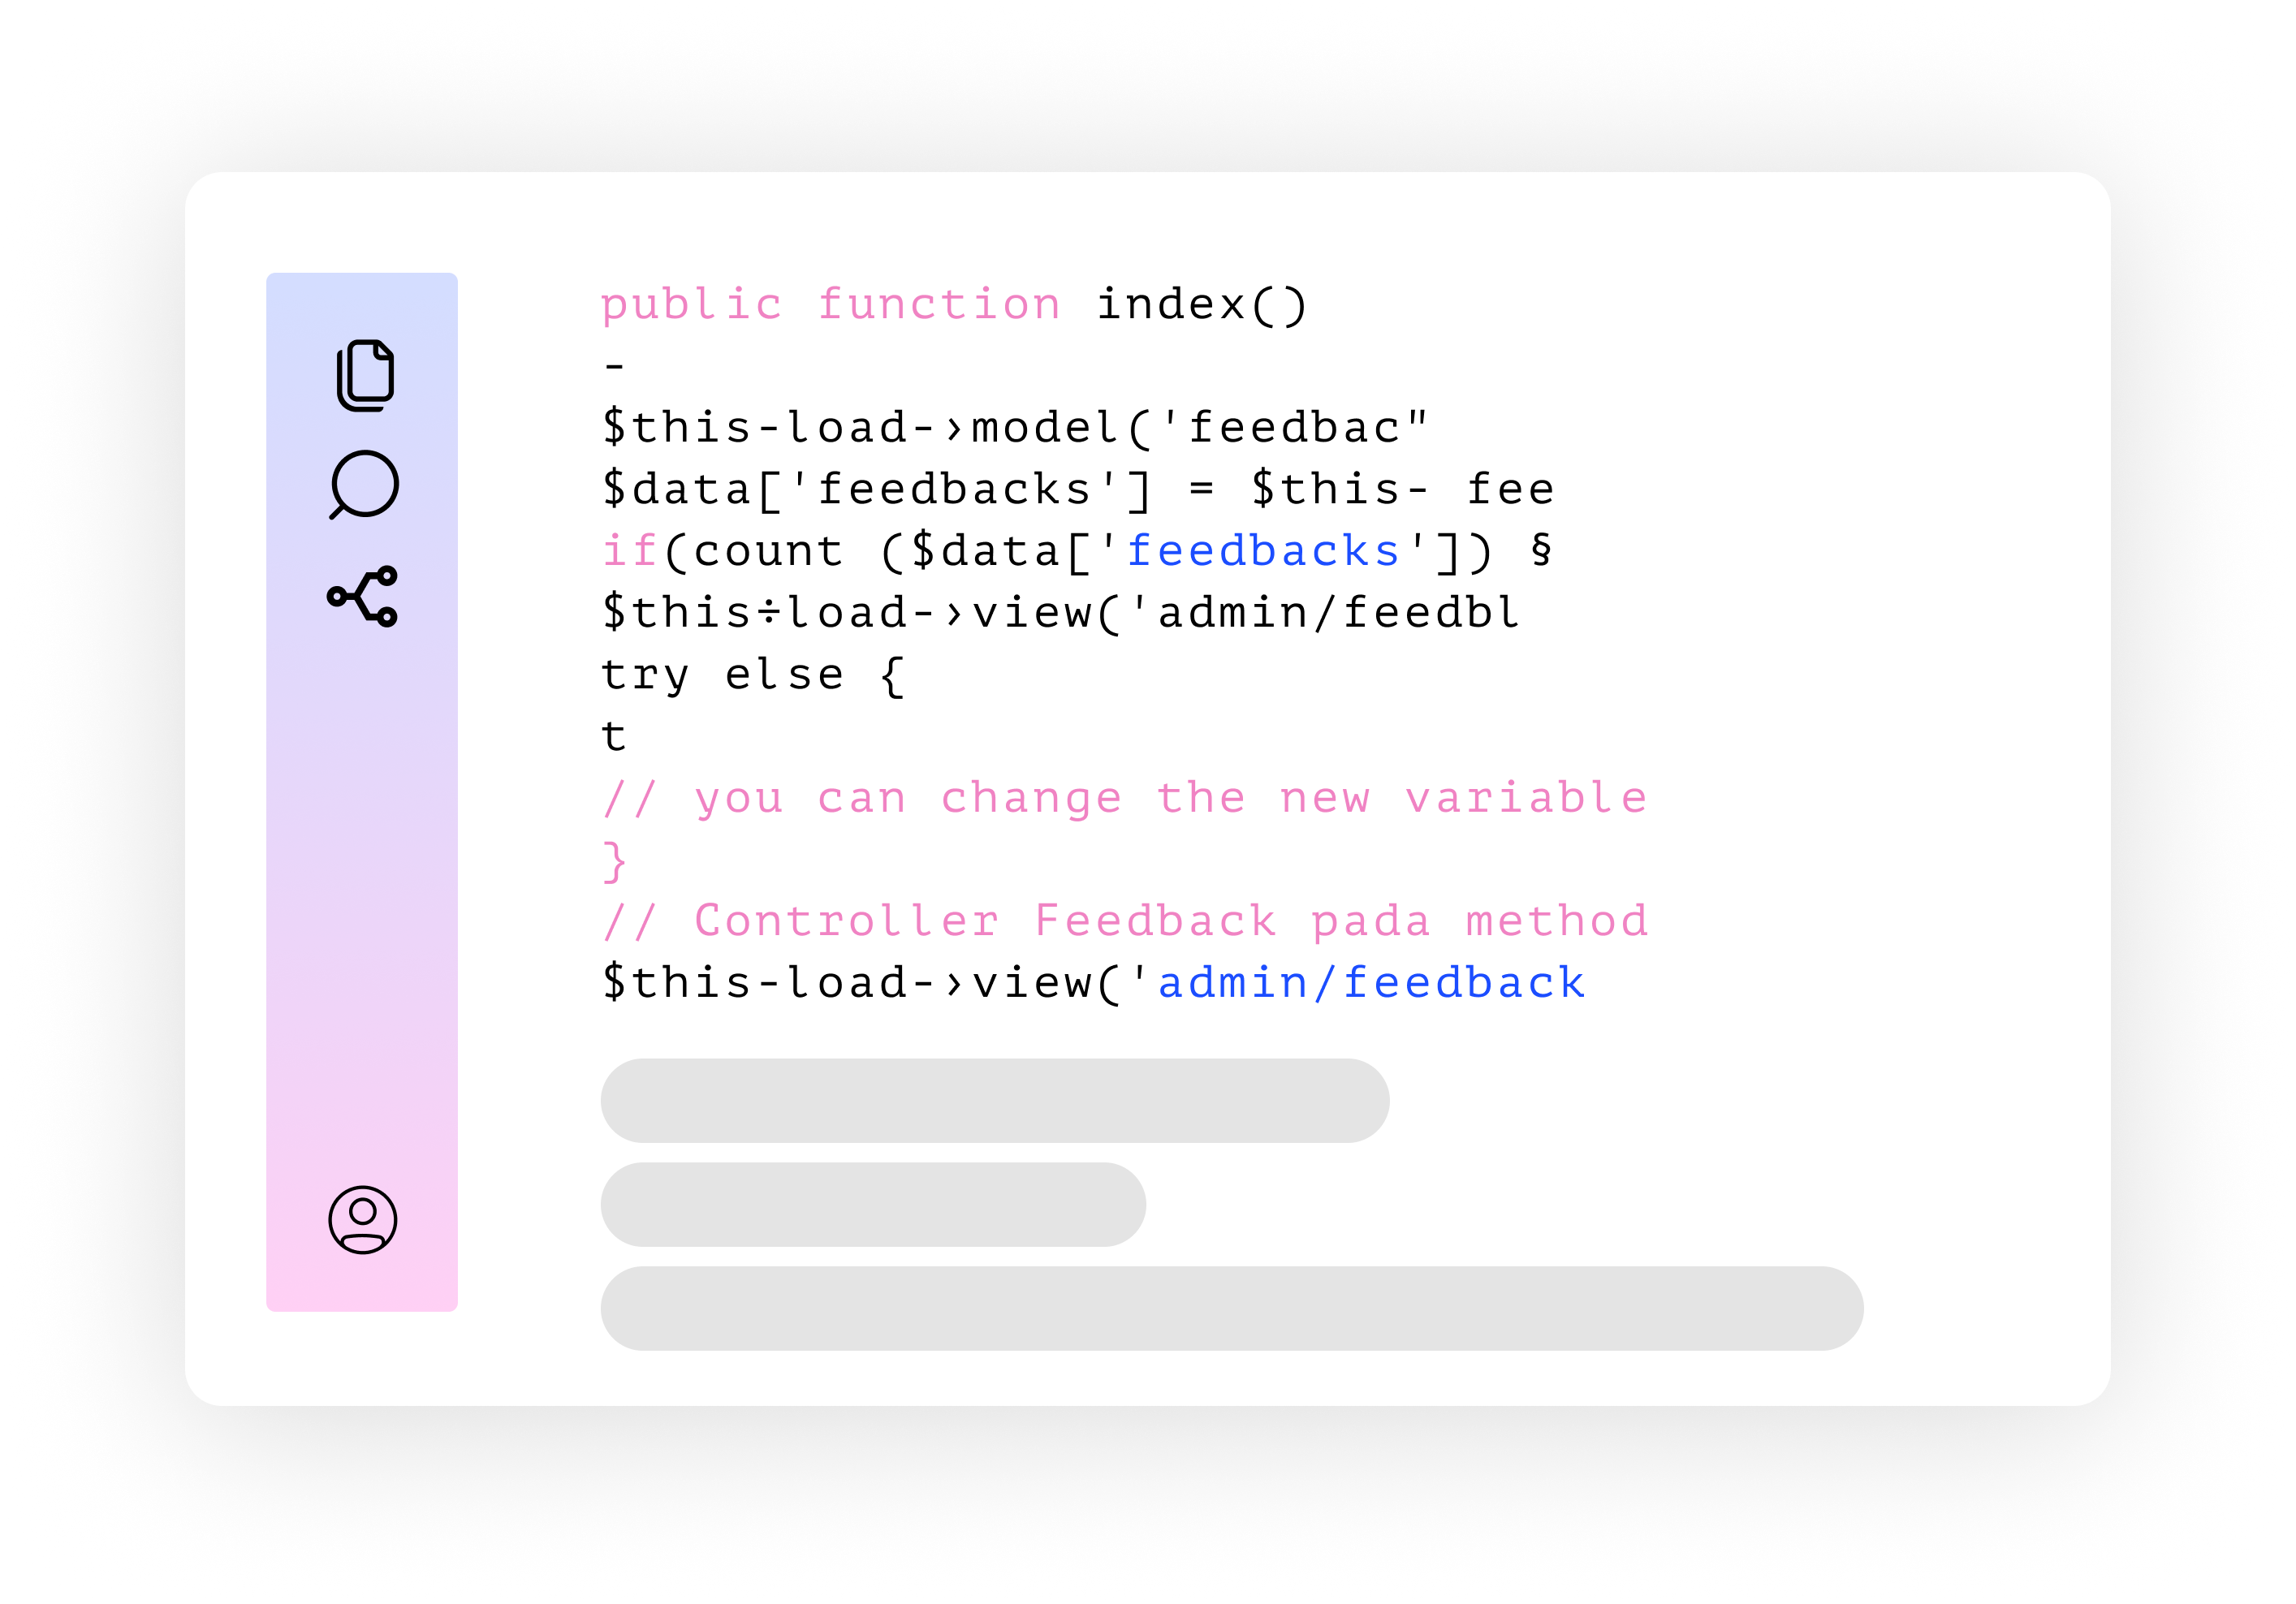 public function index()
-
$this-load-›model('feedbac"
$data['feedbacks'] = $this- fee
if(count ($data['feedbacks']) §
$this÷load-›view('admin/feedbl
try else {
t
// you can change the new variable
}
// Controller Feedback pada method
$this-load-›view('admin/feedback